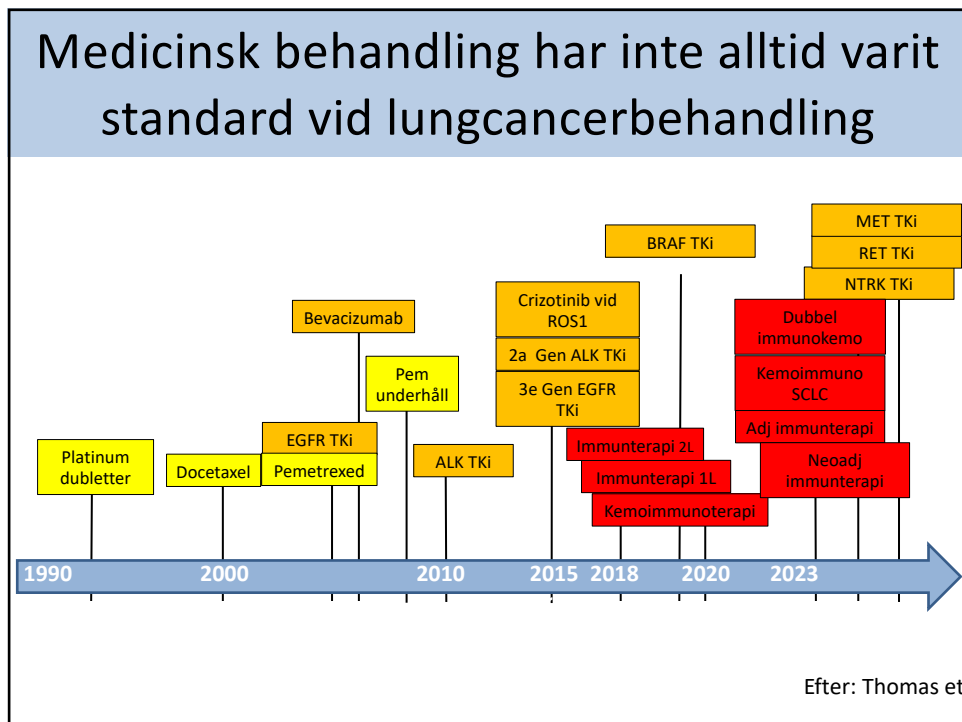 Medicinsk behandling har inte alltid varit
standard vid lungcancerbehandling
MET TKi
BRAF TKi
RET TKi
NTRK TKi
Bevacizumab
Crizotinib vid
ROS1
Dubbel
immunokemo
2a Gen ALK TKi
Pem
underhåll
3e Gen EGFR
TKi
Kemoimmuno
SCLC
EGFR TKi
Immunterapi 2L
Adj immunterapi
Platinum
dubletter
Docetaxel
Pemetrexed
ALK TKi
Immunterapi 1L
Neoadj
immunterapi
Kemoimmunoterapi
1990 2000 2010 2015 2018 2020 2023
Efter: Thomas et